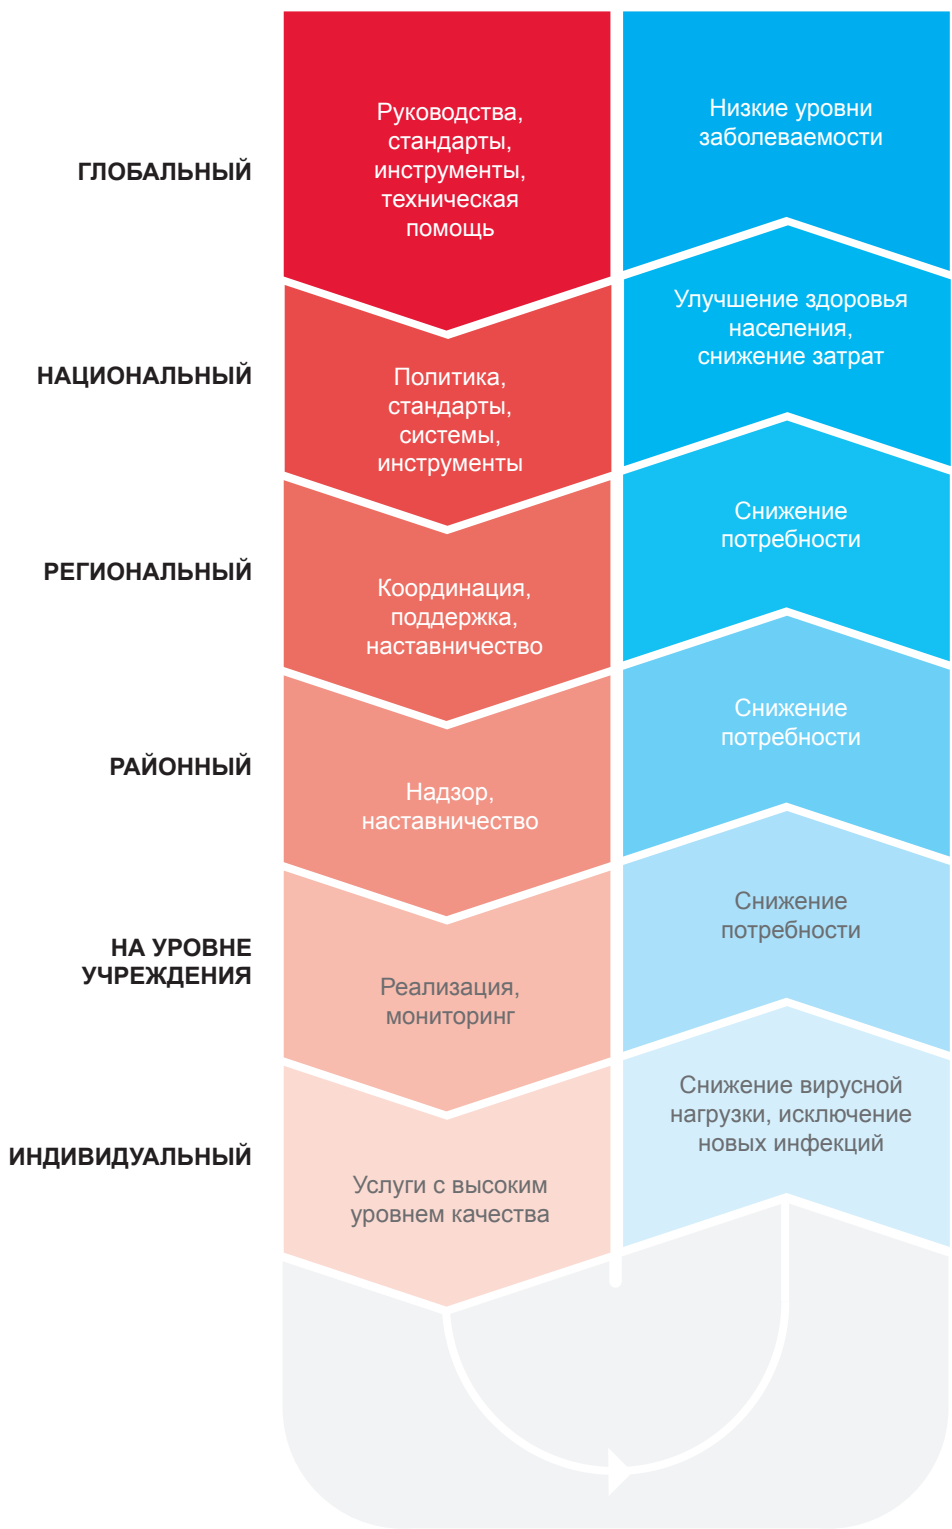 ГЛОБАЛЬНЫЙ
Руководства,
стандарты,
инструменты,
техническая
помощь
Низкие уровни
заболеваемости
НАЦИОНАЛЬНЫЙ
Политика,
стандарты,
системы,
инструменты
Улучшение здоровья
населения,
снижение затрат
РЕГИОНАЛЬНЫЙ
Координация,
поддержка,
наставничество
Снижение
потребности
РАЙОННЫЙ
Надзор,
наставничество
Снижение
потребности
НА УРОВНЕ
УЧРЕЖДЕНИЯ
Реализация,
мониторинг
Снижение
потребности
ИНДИВИДУАЛЬНЫЙ
Услуги с высоким
уровнем качества
Снижение вирусной
нагрузки, исключение
новых инфекций